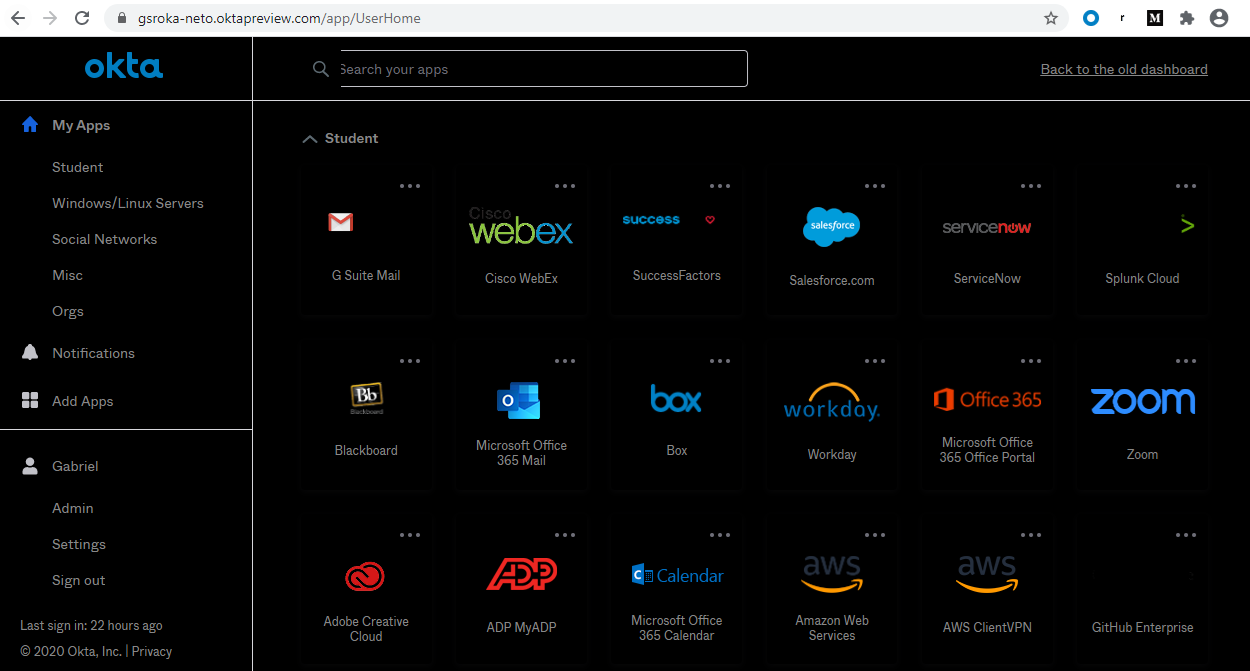 gsroka-neto.oktapreview.com/app/UserHome
r
M
okta
Search your apps
Back to the old dashboard
My Apps
Student
Windows/Linux Servers
Social Networks
Misc
Orgs
Notifications
Add Apps
Gabriel
Admin
Settings
Sign out
Last sign in: 22 hours ago
© 2020 Okta, Inc. | Privacy
Student
G Suite Mail
Cisco
webex
Cisco WebEx
success
SuccessFactors
salesforce
Salesforce.com
servicenow
ServiceNow
>
Splunk Cloud
Bb
Blackboard
Blackboard
O
Microsoft Office
365 Mail
box
Box
workday.
Workday
Office 365
Microsoft Office
365 Office Portal
zoom
Zoom
Adobe Creative
Cloud
ADP
ADP MyADP
C Calendar
Microsoft Office
365 Calendar
aws
Amazon Web
Services
aws
AWS ClientVPN
GitHub Enterprise